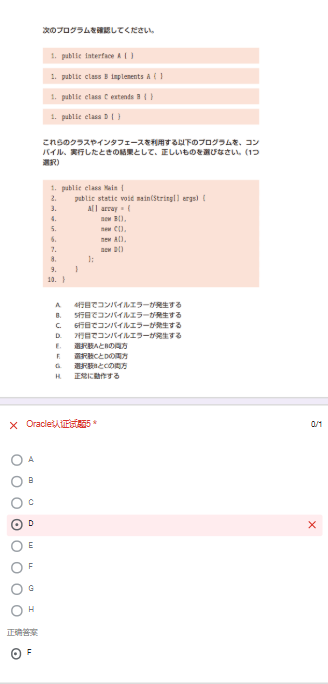 次のプログラムを確認してください。
1. public interface A { }
1. public class B implements A { }
1. public class C extends B { }
1. public class D { }
これらのクラスやインタフェースを利用する以下のプログラムを、コン
パイル、実行したときの結果として、正しいものを選びなさい。(1つ
選択)
1. public class Main {
2. public static void main(String[] args) {
3. A[] array = {
4. new B(),
5. new C(),
6. new A(),
7. new D()
8. };
9. }
10. }
A. 4行目でコンパイルエラーが発生する
B. 5行目でコンパイルエラーが発生する
C. 6行目でコンパイルエラーが発生する
D. 7行目でコンパイルエラーが発生する
E. 選択肢AとBの両方
F. 選択肢CとDの両方
G. 選択肢BとCの両方
H. 正常に動作する
Oracle认证试题5 *
0/1
A
B
C
D
E
F
G
H
正确答案
F